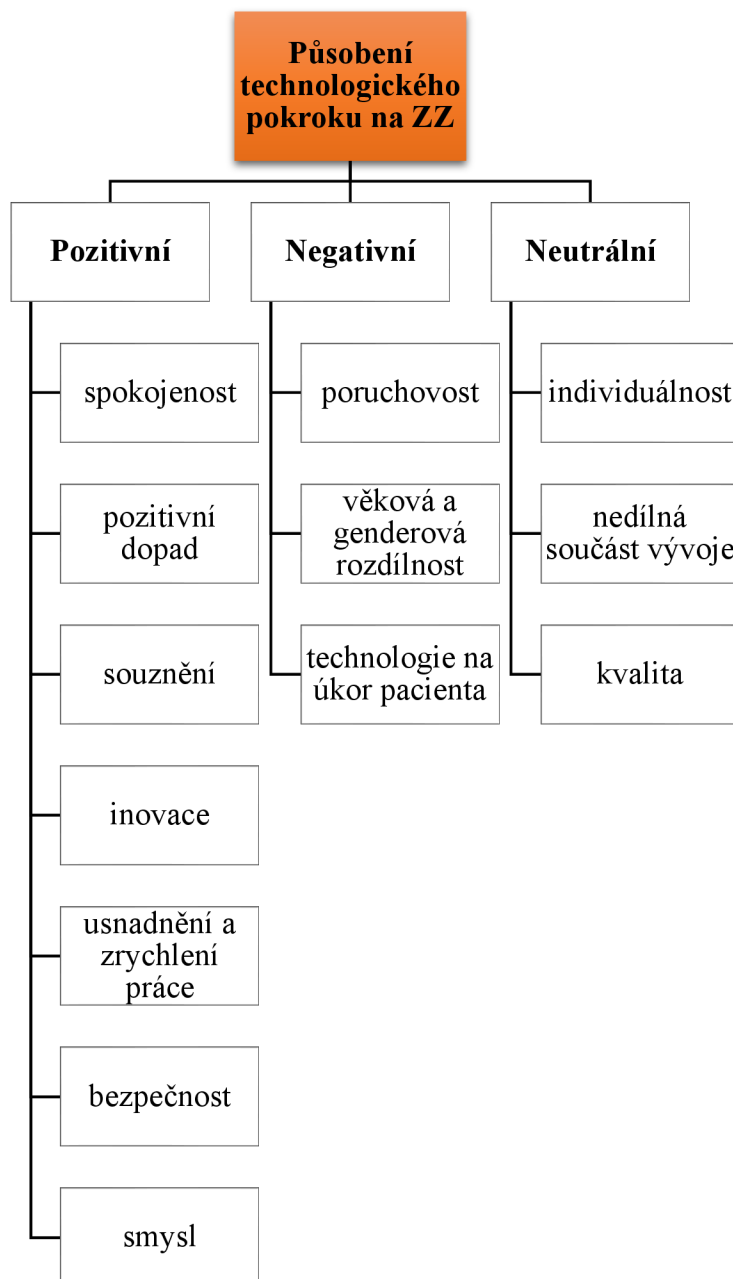 Působení
technologického
pokroku na ZZ
Pozitivní
Negativní
Neutrální
spokojenost
pozitivní
dopad
souznění
inovace
usnadnění a
zrychlení
práce
bezpečnost
smysl
poruchovost
věková a
genderová
rozdílnost
technologie na
úkor pacienta
individuálnost
nedílná
součást vývoje
kvalita